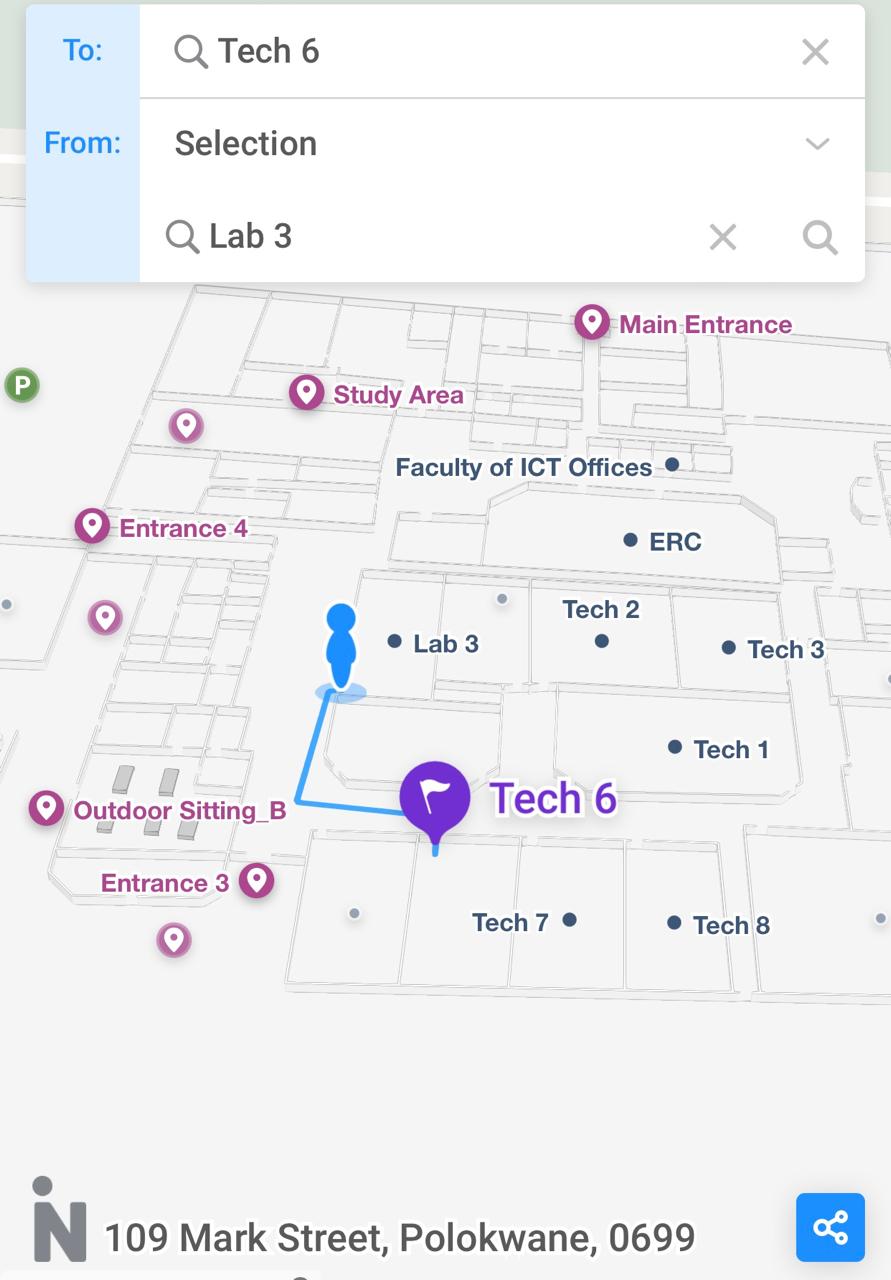 To:
Tech 6
From:
Selection
Lab 3
Main Entrance
P
Study Area
Faculty of ICT Offices
Entrance 4
ERC
Tech 2
Lab 3
Tech 3
Tech 1
Tech 6
Outdoor Sitting_B
Entrance 3
Tech 7
Tech 8
N
109 Mark Street, Polokwane, 0699